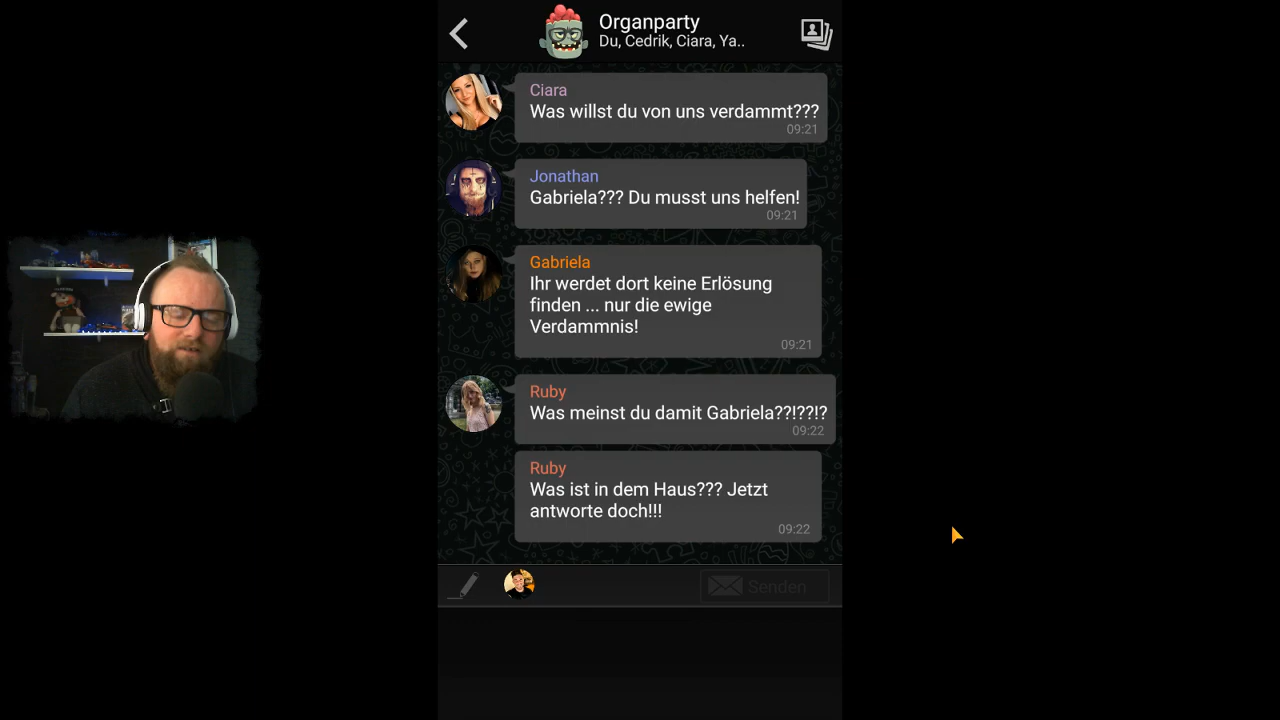 Organparty
Du, Cedrik, Ciara, Ya..
Ciara
Was willst du von uns verdammt???
09:21
Jonathan
Gabriela??? Du musst uns helfen!
09:21
Gabriela
Ihr werdet dort keine Erlösung
finden ... nur die ewige
Verdammnis!
09:21
Ruby
Was meinst du damit Gabriela??!??!?
09:22
Ruby
Was ist in dem Haus??? Jetzt
antworte doch!!!
09:22
Senden